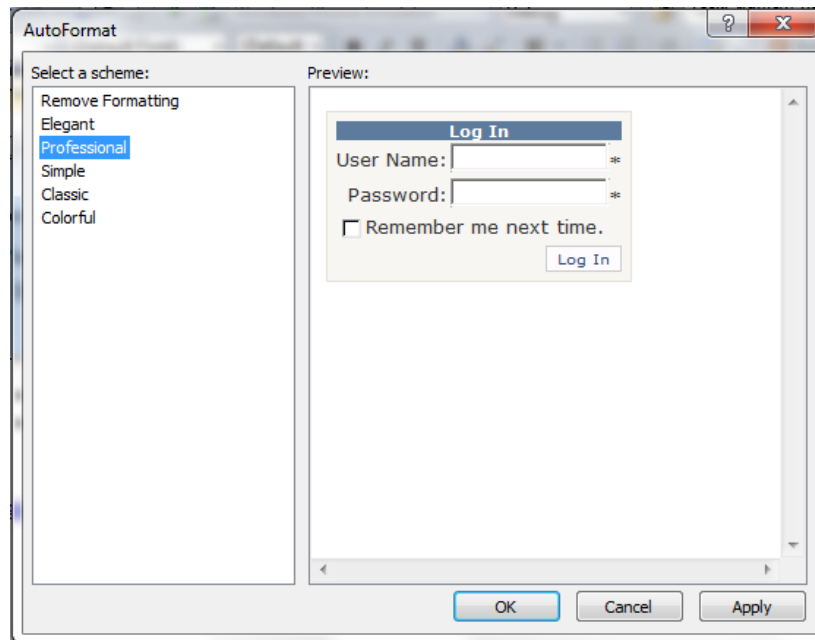 AutoFormat
?
Select a scheme:
Remove Formatting
Elegant
Professional
Simple
Classic
Colorful
Preview:
Log In
User Name: *
Password: *
Remember me next time.
Log In
OK Cancel Apply